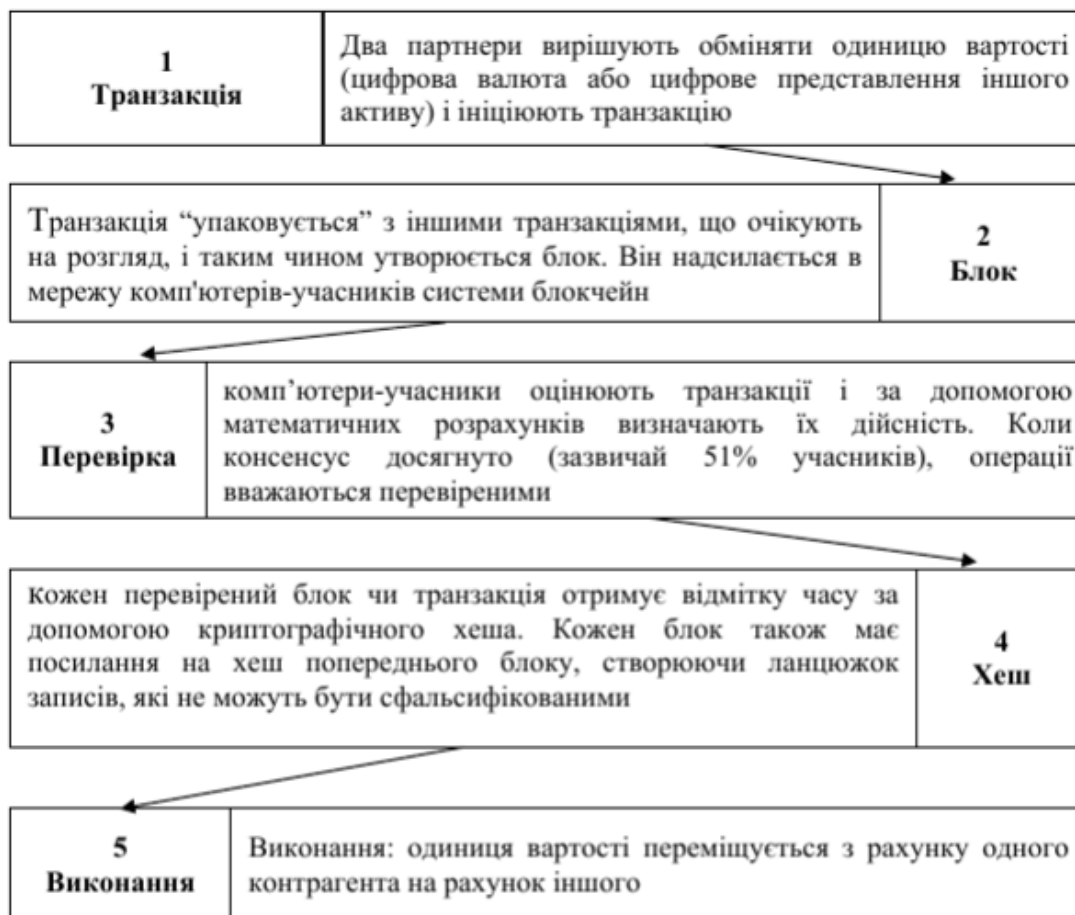 1
Транзакція
Два партнери вирішують обміняти одиницю вартості
(цифрова валюта або цифрове представлення іншого
активу) і ініціюють транзакцію
Транзакція “упаковується” з іншими транзакціями, що очікують
на розгляд, і таким чином утворюється блок. Він надсилається в
мережу комп'ютерів-учасників системи блокчейн
2
Блок
3
Перевірка
комп’ютери-учасники оцінюють транзакції і за допомогою
математичних розрахунків визначають їх дійсність. Коли
консенсус досягнуто (зазвичай 51% учасників), операції
вважаються перевіреними
кожен перевірений блок чи транзакція отримує відмітку часу за
допомогою криптографічного хеша. Кожен блок також має
посилання на хеш попереднього блоку, створюючи ланцюжок
записів, які не можуть бути сфальсифікованими
4
Хеш
5
Виконання
Виконання: одиниця вартості переміщується з рахунку одного
контрагента на рахунок іншого